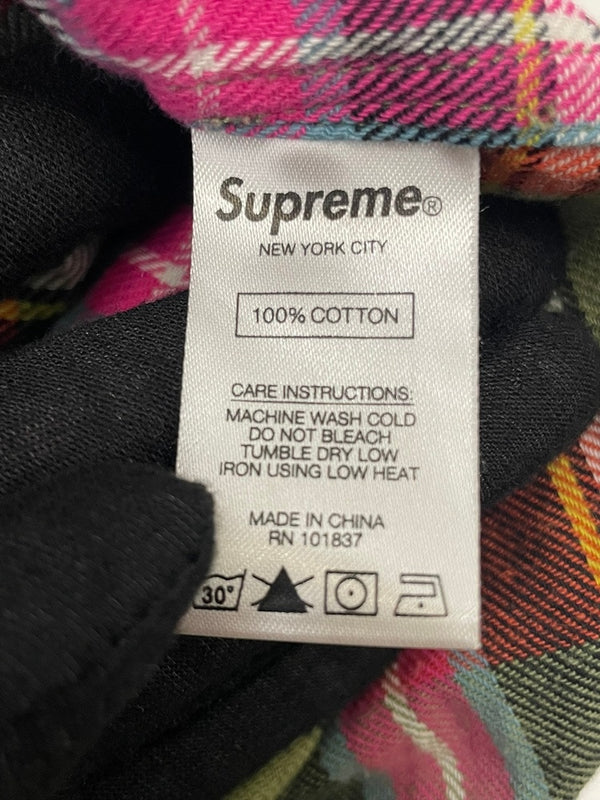 Supreme®
NEW YORK CITY
100% COTTON
CARE INSTRUCTIONS:
MACHINE WASH COLD
DO NOT BLEACH
TUMBLE DRY LOW
IRON USING LOW HEAT
MADE IN CHINA
RN 101837
30°